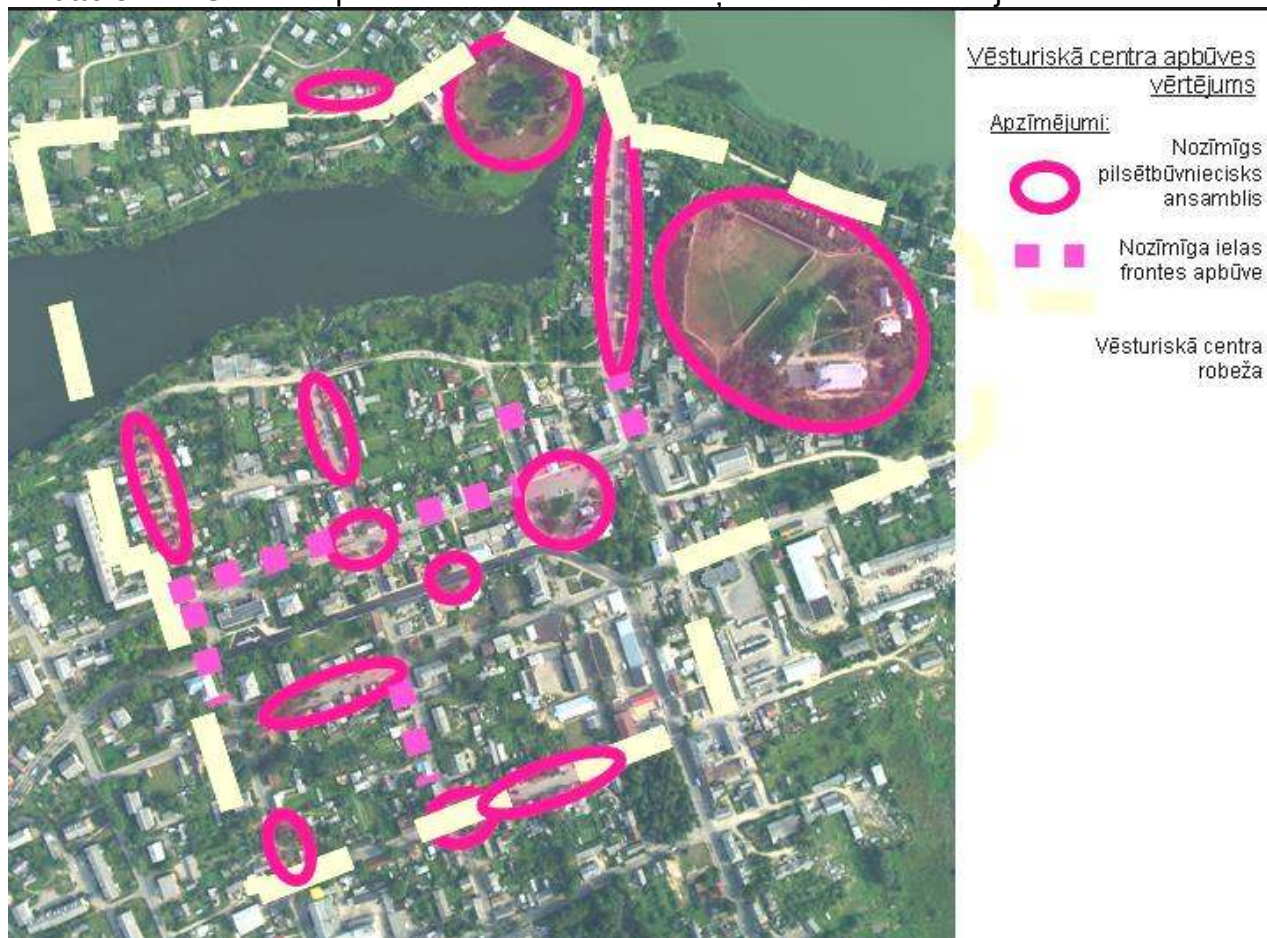 Vēsturiskā centra apbūves
vērtējums
Apzīmējumi:
Nozīmīgs
pilsētbūvniecisks
ansamblis
Nozīmīga ielas
frontes apbūve
Vēsturiskā centra
robeža